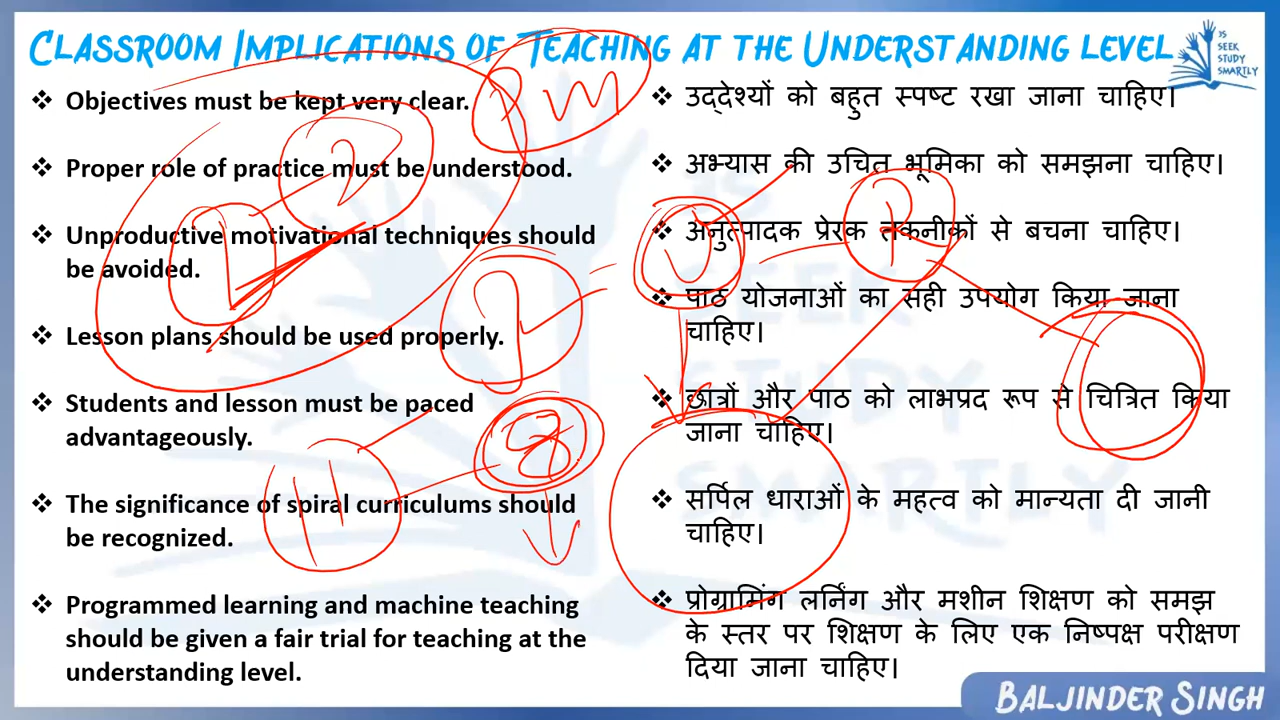 CLASSROOM IMPLICATIONS OF TEACHING AT THE UNDERSTANDING LEVEL
JS
SEEK
STUDY
SMARTLY
❖ Objectives must be kept very clear.
❖ Proper role of practice must be understood.
❖ Unproductive motivational techniques should
be avoided.
❖ Lesson plans should be used properly.
❖ Students and lesson must be paced
advantageously.
❖ The significance of spiral curriculums should
be recognized.
❖ Programmed learning and machine teaching
should be given a fair trial for teaching at the
understanding level.
❖ उद्देश्यों को बहुत स्पष्ट रखा जाना चाहिए।
❖ अभ्यास की उचित भूमिका को समझना चाहिए।
❖ अनुत्पादक प्रेरक तकनीकों से बचना चाहिए।
❖ पाठ योजनाओं का सही उपयोग किया जाना
चाहिए।
❖ छात्रों और पाठ को लाभप्रद रूप से चित्रित किया
जाना चाहिए।
❖ सर्पिल धाराओं के महत्व को मान्यता दी जानी
चाहिए।
❖ प्रोग्रामिंग लर्निंग और मशीन शिक्षण को समझ
के स्तर पर शिक्षण के लिए एक निष्पक्ष परीक्षण
दिया जाना चाहिए।
JS
SEEK
STUDY
SMARTLY
BALJINDER SINGH